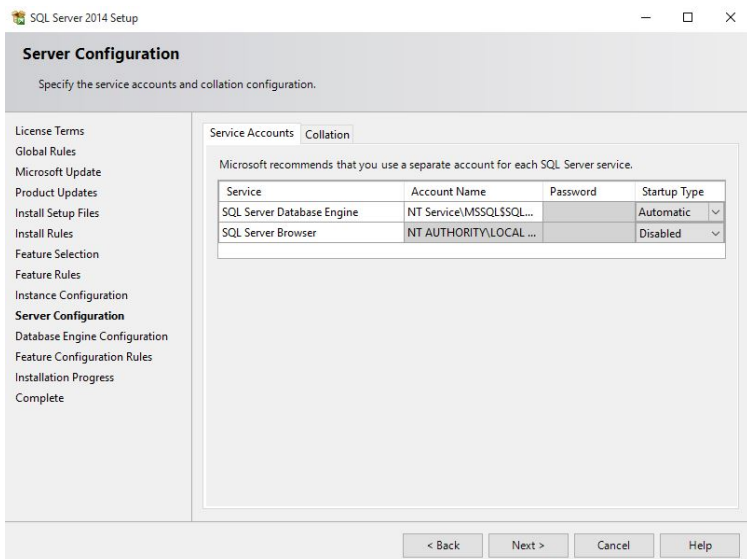 SQL Server 2014 Setup
Server Configuration
Specify the service accounts and collation configuration.
License Terms
Global Rules
Microsoft Update
Product Updates
Install Setup Files
Install Rules
Feature Selection
Feature Rules
Instance Configuration
Server Configuration
Database Engine Configuration
Feature Configuration Rules
Installation Progress
Complete
Service Accounts Collation
Microsoft recommends that you use a separate account for each SQL Server service.
Service Account Name Password Startup Type
SQL Server Database Engine NT Service\MSSQL$SQL... Automatic
SQL Server Browser NT AUTHORITY\LOCAL ... Disabled
< Back Next > Cancel Help